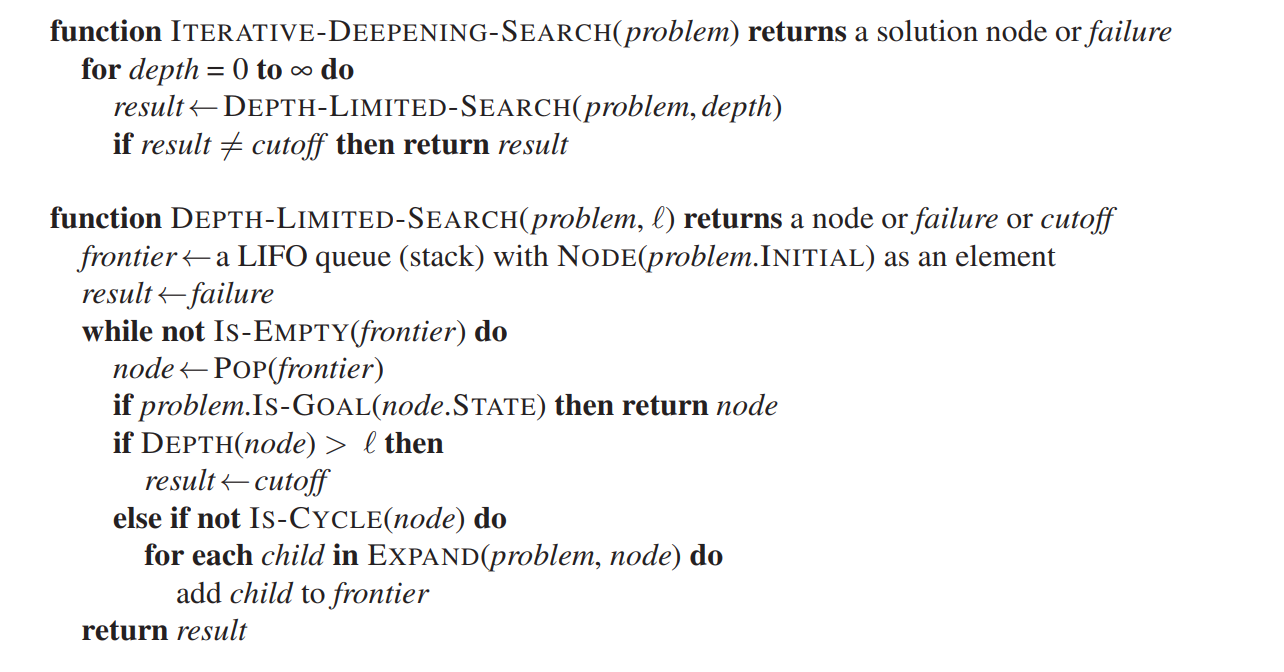 function ITERATIVE-DEEPENING-SEARCH(problem) returns a solution node or failure
for depth = 0 to ∞ do
result ← DEPTH-LIMITED-SEARCH(problem, depth)
if result ≠ cutoff then return result
function DEPTH-LIMITED-SEARCH(problem, ℓ) returns a node or failure or cutoff
frontier ← a LIFO queue (stack) with NODE(problem.INITIAL) as an element
result ← failure
while not IS-EMPTY(frontier) do
node ← POP(frontier)
if problem.IS-GOAL(node.STATE) then return node
if DEPTH(node) > ℓ then
result ← cutoff
else if not IS-CYCLE(node) do
for each child in EXPAND(problem, node) do
add child to frontier
return result